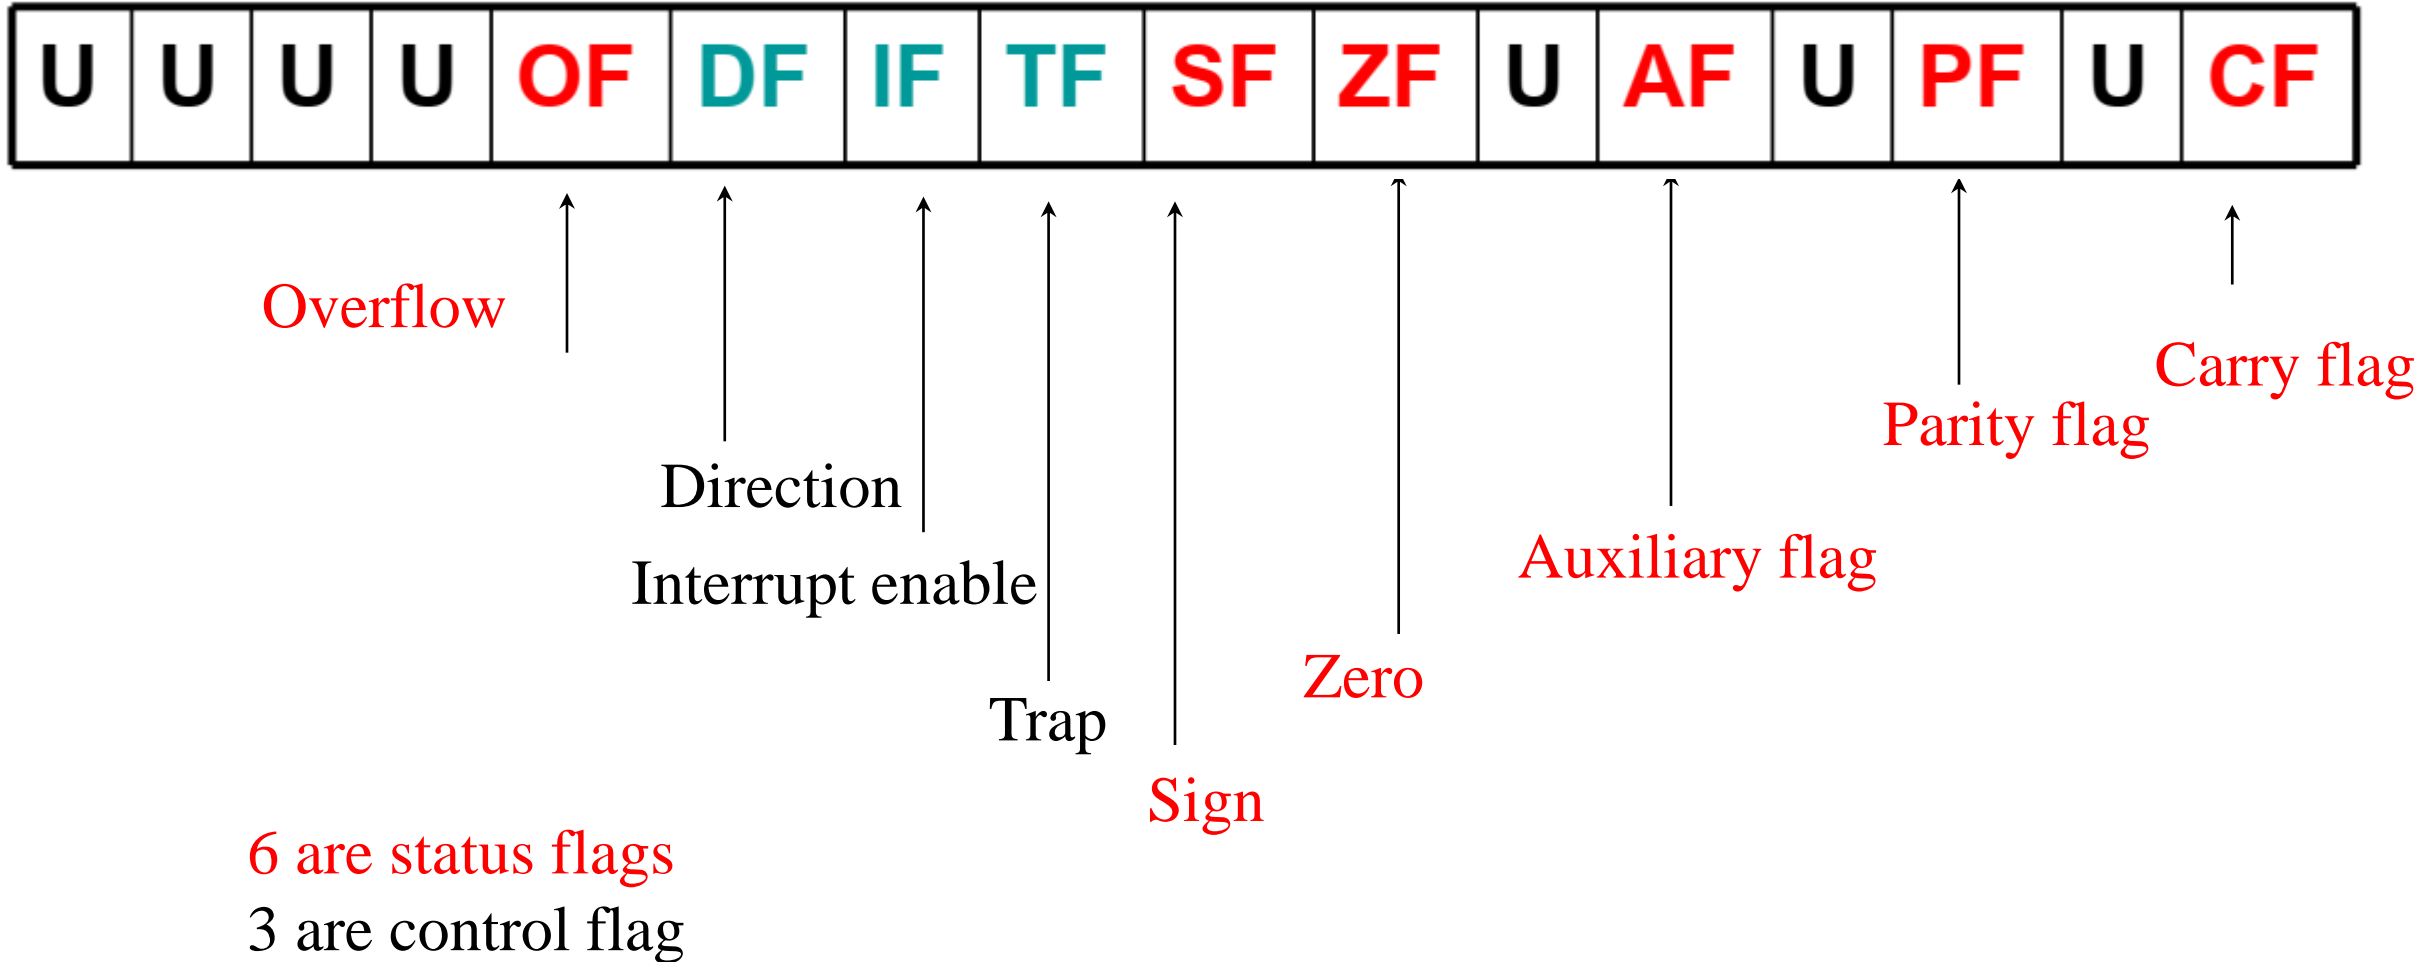 U U U U OF DF IF TF SF ZF U AF U PF U CF
Overflow
Carry flag
Parity flag
Direction
Auxiliary flag
Interrupt enable
Zero
Trap
Sign
6 are status flags
3 are control flag